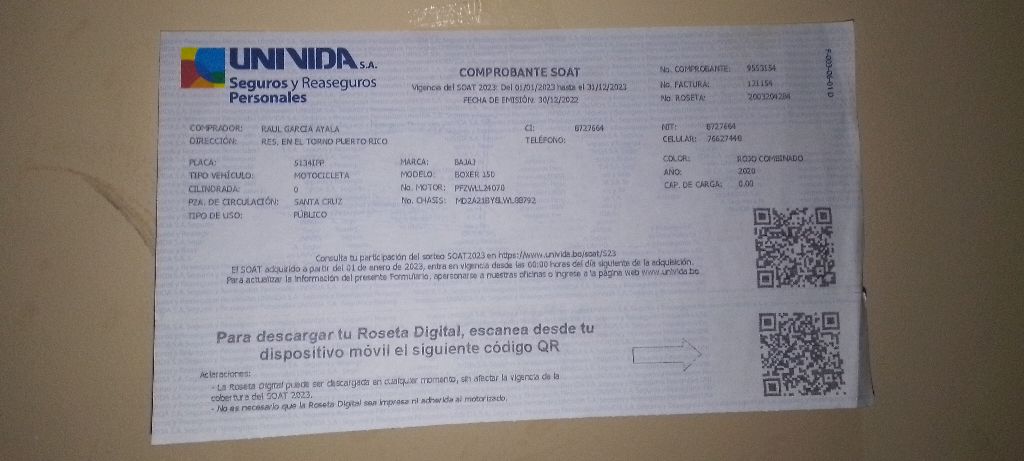 UNIVIDA S.A.
Seguros y Reaseguros
Personales
COMPROBANTE SOAT
Vigencia del SOAT 2023: Del 01/01/2023 hasta el 31/12/2023
FECHA DE EMISIÓN: 30/12/2022
No. COMPROBANTE: 9553154
No. FACTURA: 121154
No. ROSETA: 2003204284
COMPRADOR: RAUL GARCIA AYALA CI: 8727664 NIT: 8727664
DIRECCIÓN: RES. EN EL TORNO PUERTO RICO TELÉFONO: CELULAR: 76627440
PLACA: 5134IPP MARCA: BAJAJ COLOR: ROJO COMBINADO
TIPO VEHÍCULO: MOTOCICLETA MODELO: BOXER 150 AÑO: 2020
CILINDRADA: 0 No. MOTOR: CAP. DE CARGA: 0.00
PZA. DE CIRCULACIÓN: SANTA CRUZ No. CHASIS:
TIPO DE USO: PÚBLICO
Consulta tu participación del sorteo SOAT2023 en https://www.univida.bo/soat/S23
El SOAT adquirido a partir del 01 de enero de 2023, entra en vigencia desde las 00:00 horas del día siguiente de la adquisición.
Para actualizar la información del presente Formulario, apersonarse a nuestras oficinas o ingrese a la página web www.univida.bo
Para descargar tu Roseta Digital, escanea desde tu
dispositivo móvil el siguiente código QR
Aclaraciones:
- La Roseta Digital puede ser descargada en cualquier momento, sin afectar la vigencia de la
cobertura del SOAT 2023.
- No es necesario que la Roseta Digital sea impresa ni adherida al motorizado.